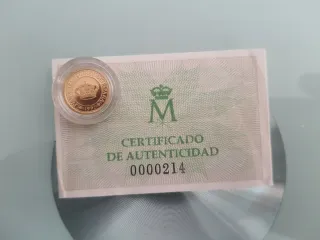 M
CERTIFICADO
DE AUTENTICIDAD
0000214